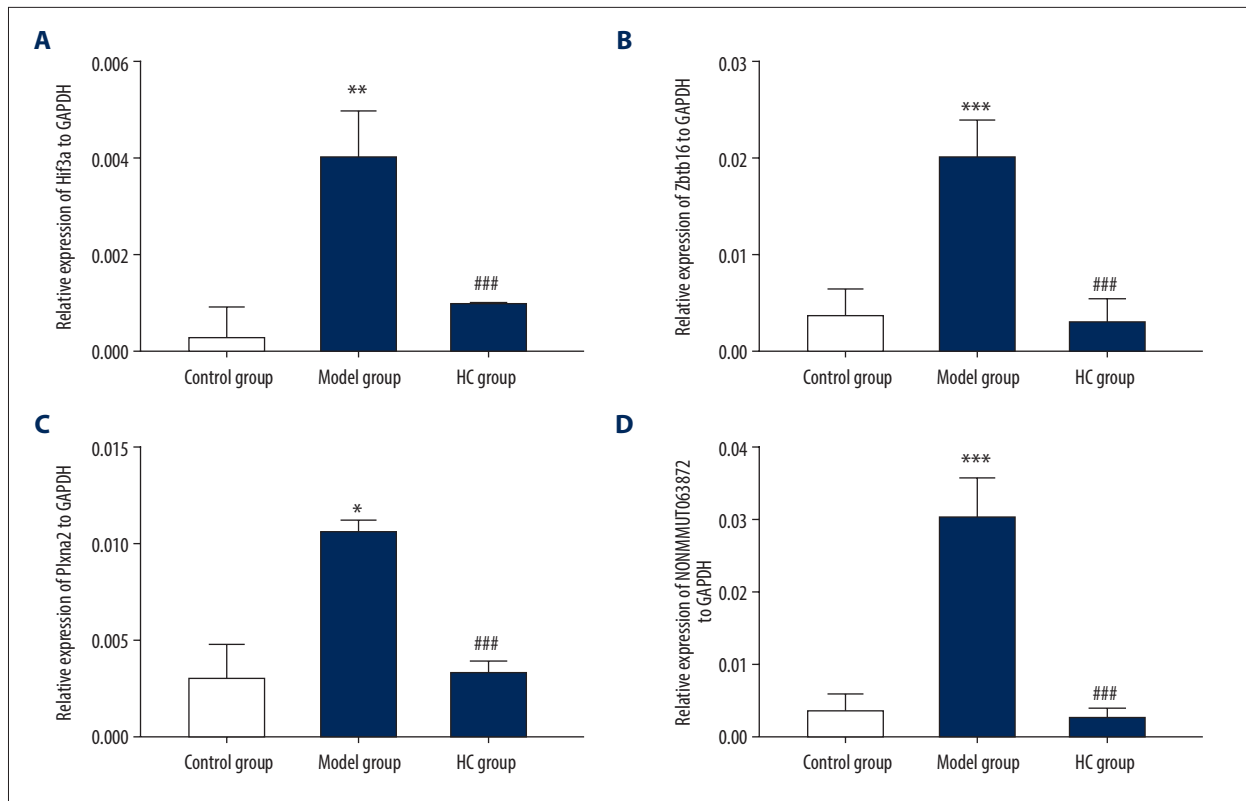 A
Relative expression of Hif3a to GAPDH
0.006
0.004
0.002
0.000
**
###
Control group
Model group
HC group
B
Relative expression of Zbtb16 to GAPDH
0.03
0.02
0.01
0.00
***
###
Control group
Model group
HC group
C
Relative expression of Plxna2 to GAPDH
0.015
0.010
0.005
0.000
*
###
Control group
Model group
HC group
D
Relative expression of NONMMUT063872
to GAPDH
0.04
0.03
0.02
0.01
0.00
***
###
Control group
Model group
HC group